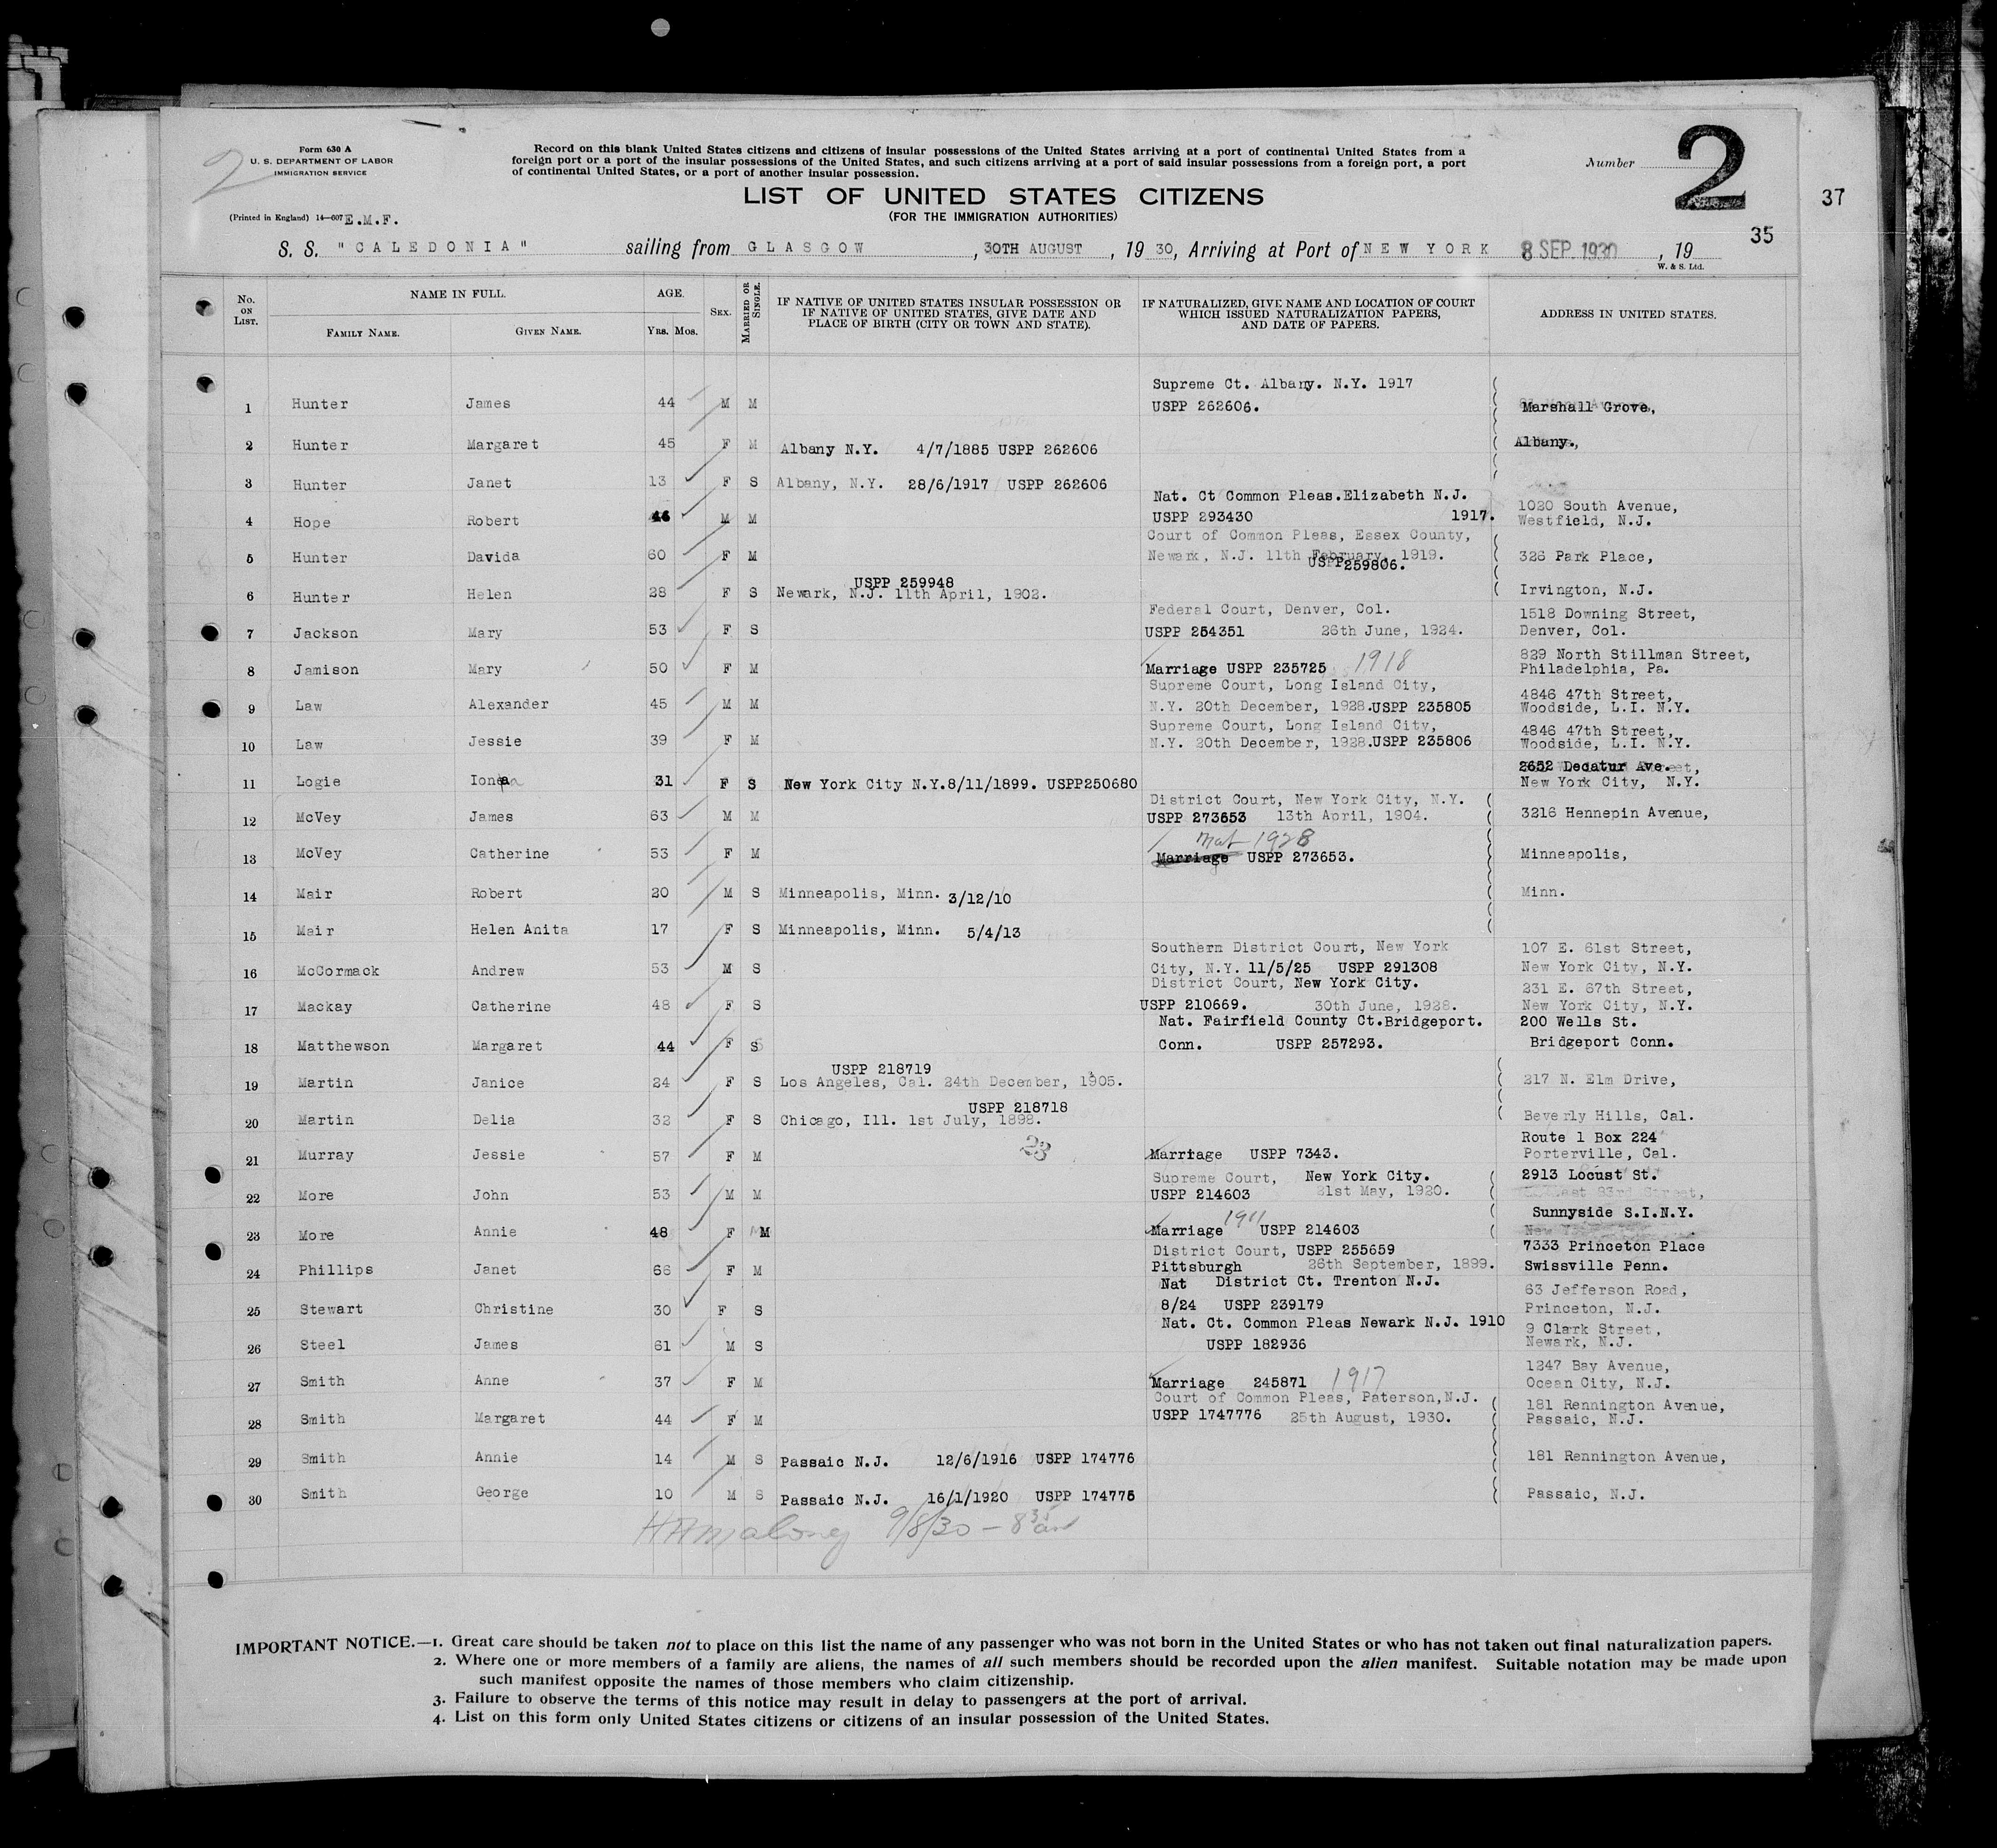 Form 630 A
U. S. DEPARTMENT OF LABOR
IMMIGRATION SERVICE
2
(Printed in England) 14—607 E.M.F.
Record on this blank United States citizens and citizens of insular possessions of the United States arriving at a port of continental United States from a
foreign port or a port of the insular possessions of the United States, and such citizens arriving at a port of said insular possessions from a foreign port, a port
of continental United States, or a port of another insular possession.
Number 2
37
LIST OF UNITED STATES CITIZENS
(FOR THE IMMIGRATION AUTHORITIES)
35
S. S. "CALEDONIA" sailing from GLASGOW, 30TH AUGUST, 19 30, Arriving at Port of NEW YORK 8 SEP. 1930, 19
W. & S. Ltd.
No. ON LIST. NAME IN FULL. FAMILY NAME. GIVEN NAME. AGE. YRS. MOS. SEX. MARRIED OR SINGLE. IF NATIVE OF UNITED STATES INSULAR POSSESSION OR IF NATIVE OF UNITED STATES, GIVE DATE AND PLACE OF BIRTH (CITY OR TOWN AND STATE). IF NATURALIZED, GIVE NAME AND LOCATION OF COURT WHICH ISSUED NATURALIZATION PAPERS, AND DATE OF PAPERS. ADDRESS IN UNITED STATES.
1 Hunter James 44 M M Supreme Ct. Albany. N.Y. 1917 USPP 262606. Marshall Grove,
2 Hunter Margaret 45 F M Albany N.Y. 4/7/1885 USPP 262606 Albany.,
3 Hunter Janet 13 F S Albany, N.Y. 28/6/1917 USPP 262606
4 Hope Robert 46 M M Nat. Ct Common Pleas.Elizabeth N.J. USPP 293430 1917. 1020 South Avenue, Westfield, N.J.
5 Hunter Davida 60 F M Court of Common Pleas, Essex County, Newark, N.J. 11th February, 1919. USPP259806. 326 Park Place,
6 Hunter Helen 28 F S USPP 259948 Newark, N.J. 11th April, 1902. Irvington, N.J.
7 Jackson Mary 53 F S Federal Court, Denver, Col. USPP 254351 26th June, 1924. 1518 Downing Street, Denver, Col.
8 Jamison Mary 50 F M Marriage USPP 235725 1918 829 North Stillman Street, Philadelphia, Pa.
9 Law Alexander 45 M M Supreme Court, Long Island City, N.Y. 20th December, 1928.USPP 235805 4846 47th Street, Woodside, L.I. N.Y.
10 Law Jessie 39 F M Supreme Court, Long Island City, N.Y. 20th December, 1928.USPP 235806 4846 47th Street, Woodside, L.I. N.Y.
11 Logie Iona 31 F S New York City N.Y.8/11/1899. USPP250680 2652 Decatur Ave. New York City, N.Y.
12 McVey James 63 M M District Court, New York City, N.Y. USPP 273653 13th April, 1904. 3216 Hennepin Avenue,
13 McVey Catherine 53 F M Nat 1928 Marriage USPP 273653. Minneapolis,
14 Mair Robert 20 M S Minneapolis, Minn. 3/12/10 Minn.
15 Mair Helen Anita 17 F S Minneapolis, Minn. 5/4/13
16 McCormack Andrew 53 M S Southern District Court, New York City, N.Y. 11/5/25 USPP 291308 107 E. 61st Street, New York City, N.Y.
17 Mackay Catherine 48 F S District Court, New York City. USPP 210669. 30th June, 1928. 231 E. 67th Street, New York City, N.Y.
18 Matthewson Margaret 44 F S Nat. Fairfield County Ct.Bridgeport. Conn. USPP 257293. 200 Wells St. Bridgeport Conn.
19 Martin Janice 24 F S USPP 218719 Los Angeles, Cal. 24th December, 1905. 217 N. Elm Drive,
20 Martin Delia 32 F S USPP 218718 Chicago, Ill. 1st July, 1898. Beverly Hills, Cal.
21 Murray Jessie 57 F M 23 Marriage USPP 7343. Route 1 Box 224 Porterville, Cal.
22 More John 53 M M Supreme Court, New York City. USPP 214603 21st May, 1920. 2913 Locust St.
23 More Annie 48 F M Marriage 1911 USPP 214603 Sunnyside S.I.N.Y.
24 Phillips Janet 66 F M District Court, USPP 255659 Pittsburgh 26th September, 1899. 7333 Princeton Place Swissville Penn.
25 Stewart Christine 30 F S Nat District Ct. Trenton N.J. 8/24 USPP 239179 63 Jefferson Road, Princeton, N.J.
26 Steel James 61 M S Nat. Ct. Common Pleas Newark N.J. 1910 USPP 182936 9 Clark Street, Newark, N.J.
27 Smith Anne 37 F M Marriage 245871 1917 1247 Bay Avenue, Ocean City, N.J.
28 Smith Margaret 44 F M Court of Common Pleas, Paterson,N.J. USPP 1747776 25th August, 1930. 181 Rennington Avenue, Passaic, N.J.
29 Smith Annie 14 M S Passaic N.J. 12/6/1916 USPP 174776 181 Rennington Avenue,
30 Smith George 10 M S Passaic N.J. 16/1/1920 USPP 174776 Passaic, N.J.
9/8/30 — 8 35 am
IMPORTANT NOTICE.—1. Great care should be taken not to place on this list the name of any passenger who was not born in the United States or who has not taken out final naturalization papers.
2. Where one or more members of a family are aliens, the names of all such members should be recorded upon the alien manifest. Suitable notation may be made upon
such manifest opposite the names of those members who claim citizenship.
3. Failure to observe the terms of this notice may result in delay to passengers at the port of arrival.
4. List on this form only United States citizens or citizens of an insular possession of the United States.